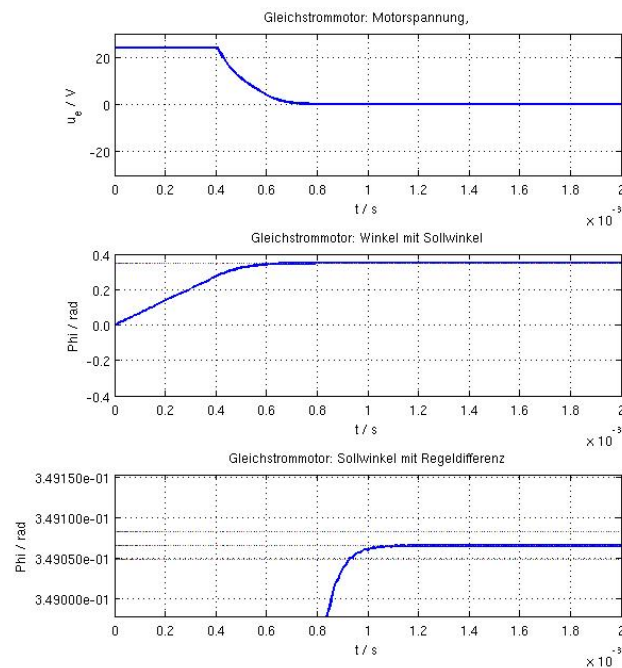 Gleichstrommotor: Motorspannung,
20
0
-20
u_e / V
0 0.2 0.4 0.6 0.8 1 1.2 1.4 1.6 1.8 2
t / s
× 10⁻³
Gleichstrommotor: Winkel mit Sollwinkel
0.4
0.2
0.0
-0.2
-0.4
Phi / rad
0 0.2 0.4 0.6 0.8 1 1.2 1.4 1.6 1.8 2
t / s
× 10⁻³
Gleichstrommotor: Sollwinkel mit Regeldifferenz
3.49150e-01
3.49100e-01
3.49050e-01
3.49000e-01
Phi / rad
0 0.2 0.4 0.6 0.8 1 1.2 1.4 1.6 1.8 2
t / s
× 10⁻³